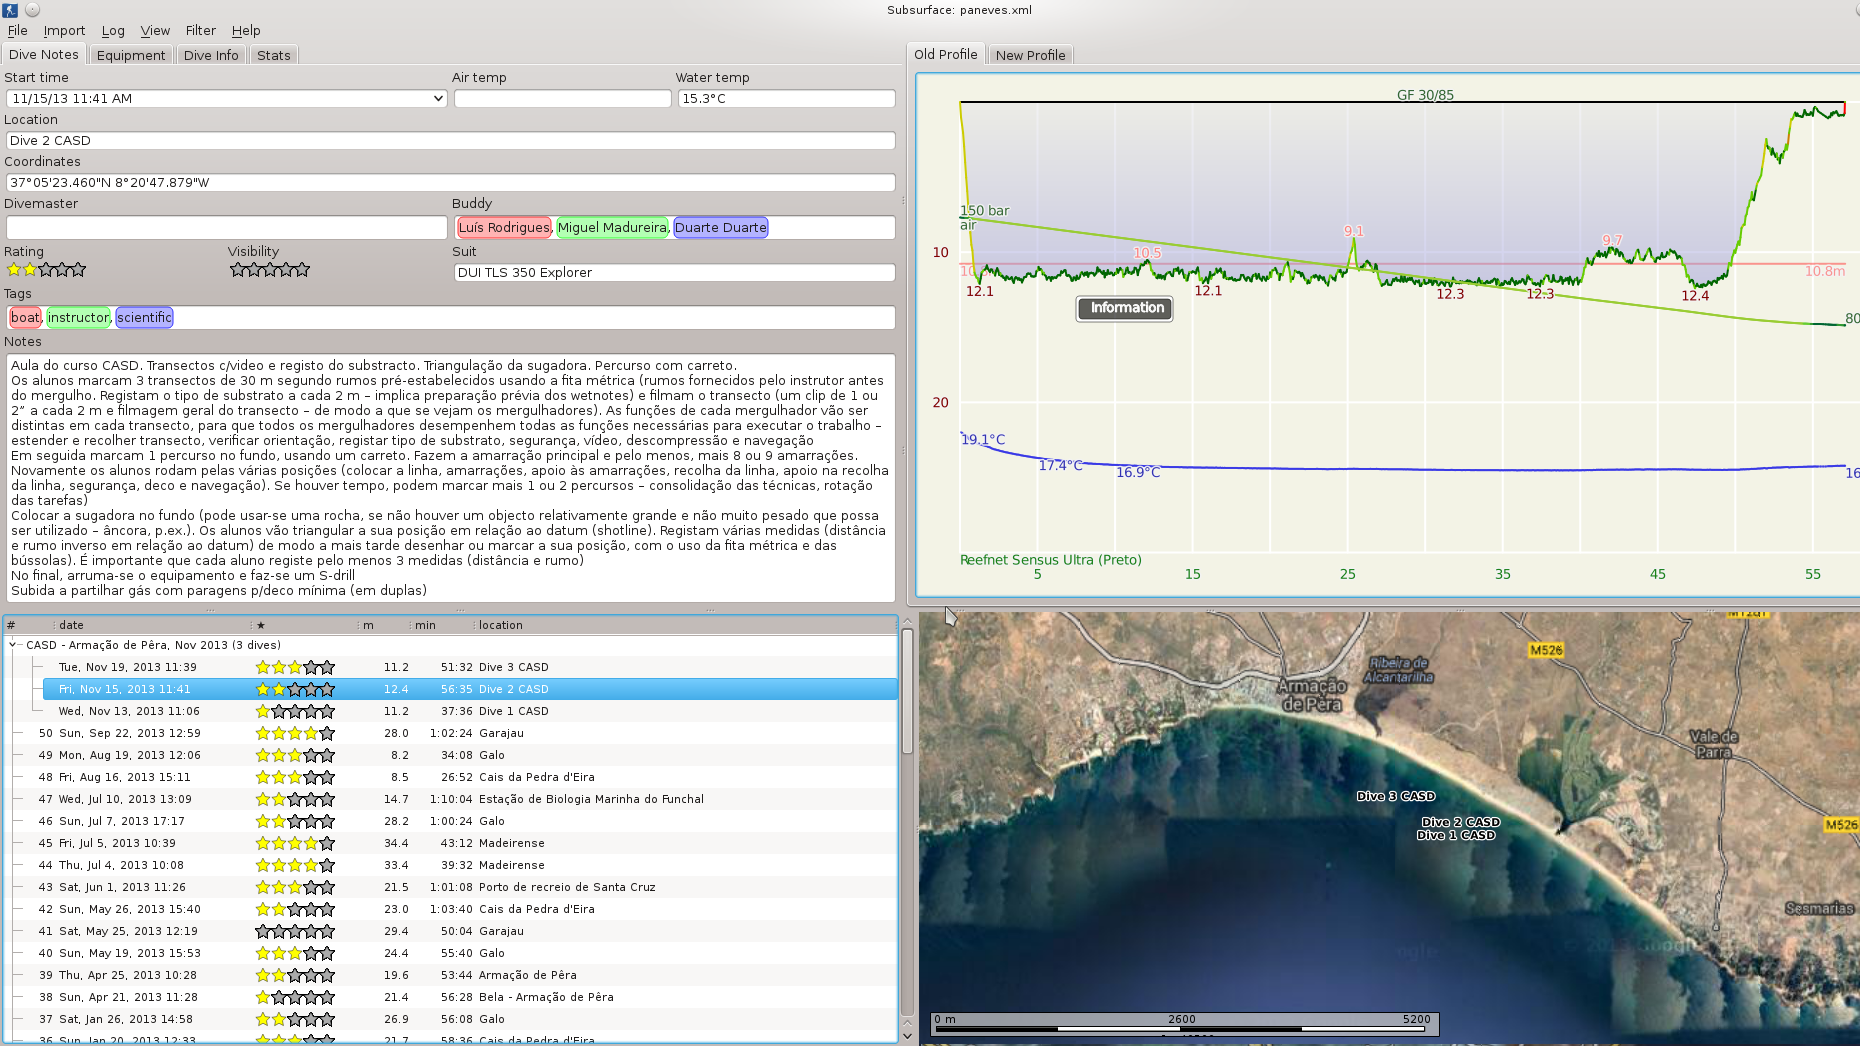 Subsurface: paneves.xml
File Import Log View Filter Help
Dive Notes Equipment Dive Info Stats
Start time Air temp Water temp
11/15/13 11:41 AM 15.3°C
Location
Dive 2 CASD
Coordinates
37°05'23.460"N 8°20'47.879"W
Divemaster Buddy
Luís Rodrigues, Miguel Madureira, Duarte Duarte
Rating Visibility Suit
DUI TLS 350 Explorer
Tags
boat, instructor, scientific
Notes
Aula do curso CASD. Transectos c/video e registo do substracto. Triangulação da sugadora. Percurso com carreto.
Os alunos marcam 3 transectos de 30 m segundo rumos pré-estabelecidos usando a fita métrica (rumos fornecidos pelo instrutor antes
do mergulho. Registam o tipo de substrato a cada 2 m – implica preparação prévia dos wetnotes) e filmam o transecto (um clip de 1 ou
2” a cada 2 m e filmagem geral do transecto – de modo a que se vejam os mergulhadores). As funções de cada mergulhador vão ser
distintas em cada transecto, para que todos os mergulhadores desempenhem todas as funções necessárias para executar o trabalho –
estender e recolher transecto, verificar orientação, registar tipo de substrato, segurança, vídeo, descompressão e navegação
Em seguida marcam 1 percurso no fundo, usando um carreto. Fazem a amarração principal e pelo menos, mais 8 ou 9 amarrações.
Novamente os alunos rodam pelas várias posições (colocar a linha, amarrações, apoio às amarrações, recolha da linha, apoio na recolha
da linha, segurança, deco e navegação). Se houver tempo, podem marcar mais 1 ou 2 percursos – consolidação das técnicas, rotação
das tarefas)
Colocar a sugadora no fundo (pode usar-se uma rocha, se não houver um objecto relativamente grande e não muito pesado que possa
ser utilizado – âncora, p.ex.). Os alunos vão triangular a sua posição em relação ao datum (shotline). Registam várias medidas (distância
e rumo inverso em relação ao datum) de modo a mais tarde desenhar ou marcar a sua posição, com o uso da fita métrica e das
bússolas). É importante que cada aluno registe pelo menos 3 medidas (distância e rumo)
No final, arruma-se o equipamento e faz-se um S-drill
Subida a partilhar gás com paragens p/deco mínima (em duplas)
Old Profile New Profile
GF 30/85
150 bar
air
9.1
10.5
9.7
10
10.8m
12.1
12.1
12.3
12.3
12.4
Information
80
20
19.1°C
17.4°C
16.9°C
16
Reefnet Sensus Ultra (Preto)
5 15 25 35 45 55
# date ★ m min location
CASD - Armação de Pêra, Nov 2013 (3 dives)
Tue, Nov 19, 2013 11:39 11.2 51:32 Dive 3 CASD
Fri, Nov 15, 2013 11:41 12.4 56:35 Dive 2 CASD
Wed, Nov 13, 2013 11:06 11.2 37:36 Dive 1 CASD
50 Sun, Sep 22, 2013 12:59 28.0 1:02:24 Garajau
49 Mon, Aug 19, 2013 12:06 8.2 34:08 Galo
48 Fri, Aug 16, 2013 15:11 8.5 26:52 Cais da Pedra d'Eira
47 Wed, Jul 10, 2013 13:09 14.7 1:10:04 Estação de Biologia Marinha do Funchal
46 Sun, Jul 7, 2013 17:17 28.2 1:00:24 Galo
45 Fri, Jul 5, 2013 10:39 34.4 43:12 Madeirense
44 Thu, Jul 4, 2013 10:08 33.4 39:32 Madeirense
43 Sat, Jun 1, 2013 11:26 21.5 1:01:08 Porto de recreio de Santa Cruz
42 Sun, May 26, 2013 15:40 23.0 1:03:40 Cais da Pedra d'Eira
41 Sat, May 25, 2013 12:19 29.4 50:04 Garajau
40 Sun, May 19, 2013 15:53 24.4 55:40 Galo
39 Thu, Apr 25, 2013 10:28 19.6 53:44 Armação de Pêra
38 Sun, Apr 21, 2013 11:28 21.4 56:28 Bela - Armação de Pêra
37 Sat, Jan 26, 2013 14:58 26.9 56:08 Galo
36 Sun, Jan 20, 2013 12:33 21.7 58:36 Cais da Pedra d'Eira
M526
Ribeira de
Alcantarilha
Armação
de Pêra
Vale de
Parra
Dive 3 CASD
Dive 2 CASD
Dive 1 CASD
M526
Sesmarias
ogle
© 2013 Google
0 m 2600 5200